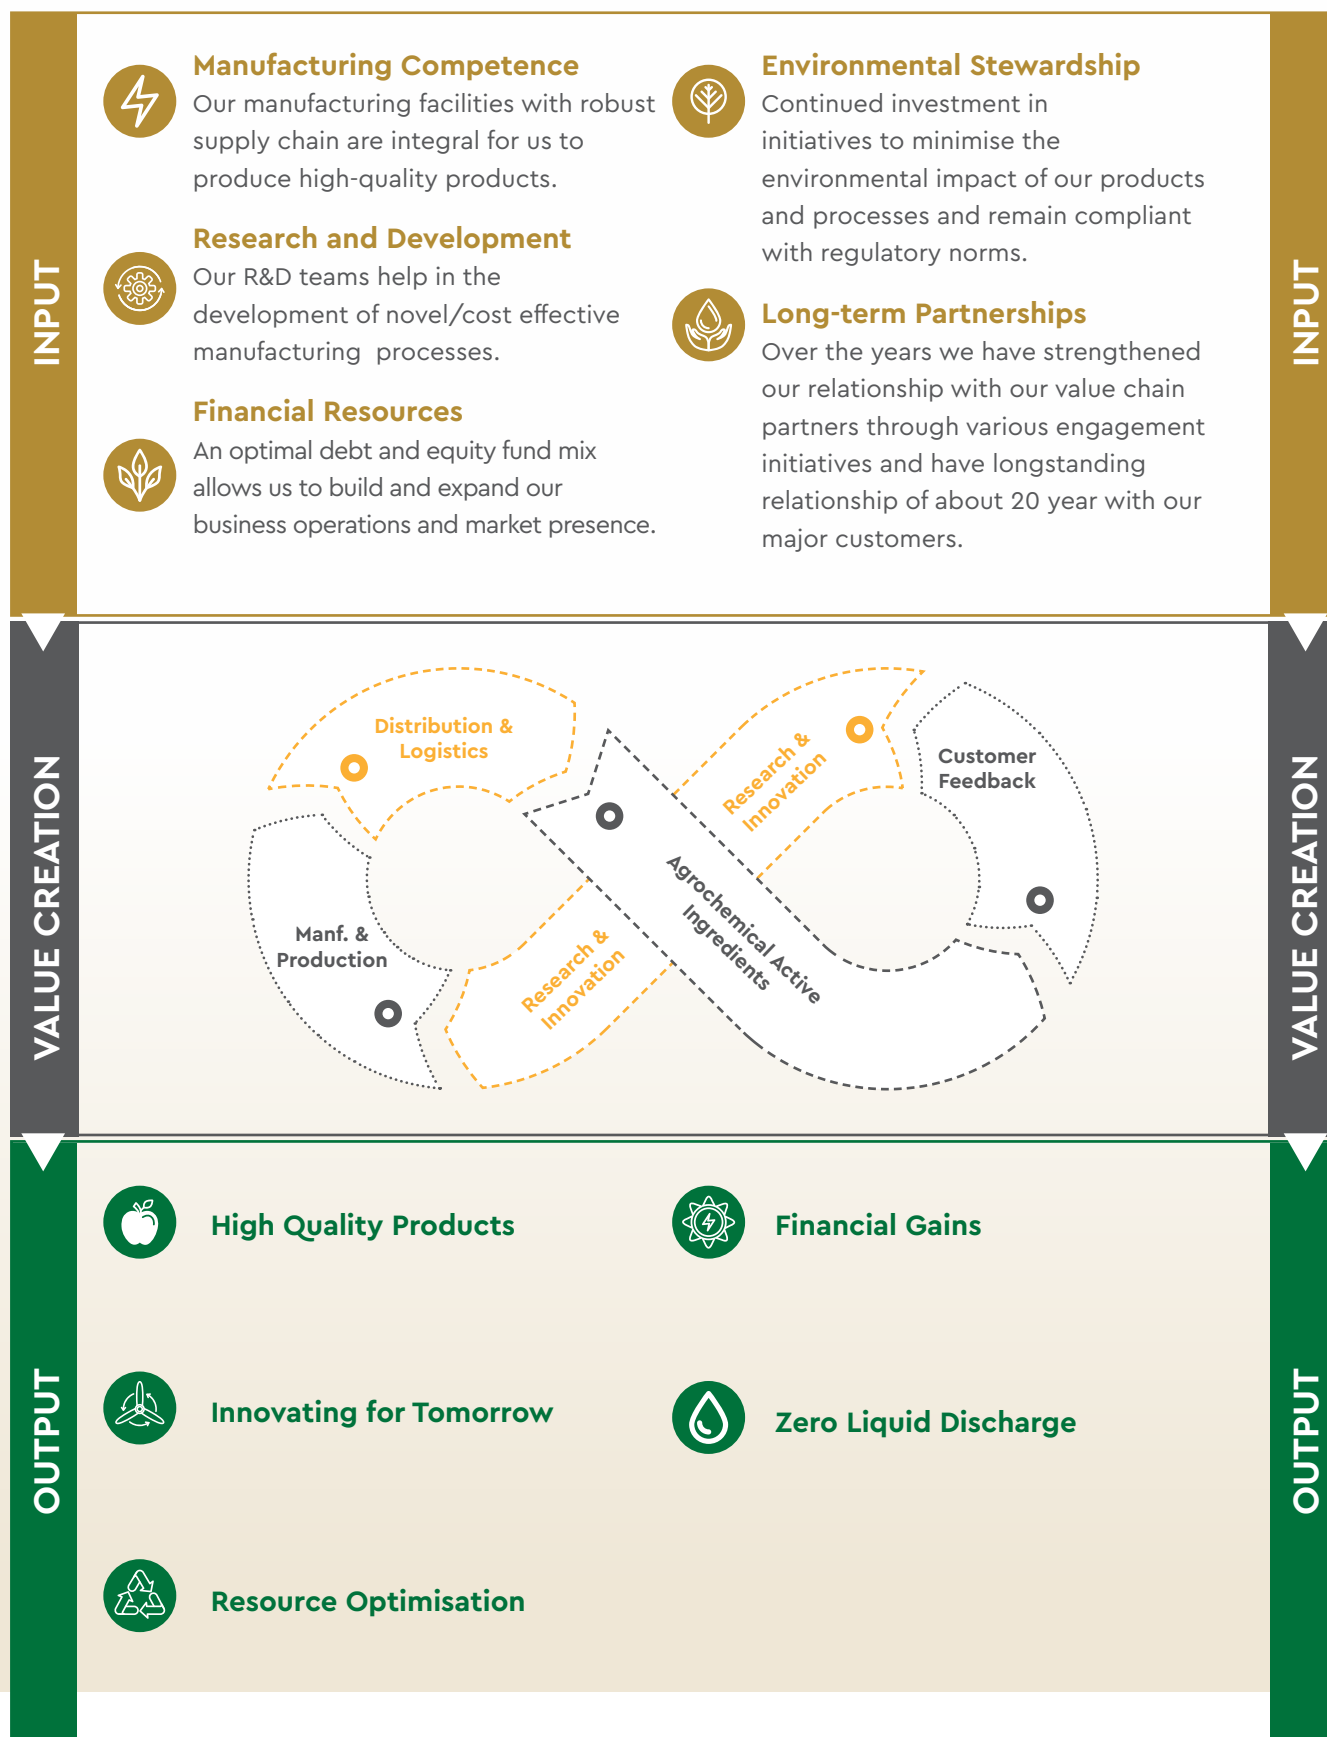 INPUT
Manufacturing Competence
Our manufacturing facilities with robust
supply chain are integral for us to
produce high-quality products.
Research and Development
Our R&D teams help in the
development of novel/cost effective
manufacturing processes.
Financial Resources
An optimal debt and equity fund mix
allows us to build and expand our
business operations and market presence.
Environmental Stewardship
Continued investment in
initiatives to minimise the
environmental impact of our products
and processes and remain compliant
with regulatory norms.
Long-term Partnerships
Over the years we have strengthened
our relationship with our value chain
partners through various engagement
initiatives and have longstanding
relationship of about 20 year with our
major customers.
INPUT
VALUE CREATION
Distribution &
Logistics
Research &
Innovation
Customer
Feedback
Manf. &
Production
Research &
Innovation
Agrochemical Active
Ingredients
VALUE CREATION
OUTPUT
High Quality Products
Financial Gains
Innovating for Tomorrow
Zero Liquid Discharge
Resource Optimisation
OUTPUT